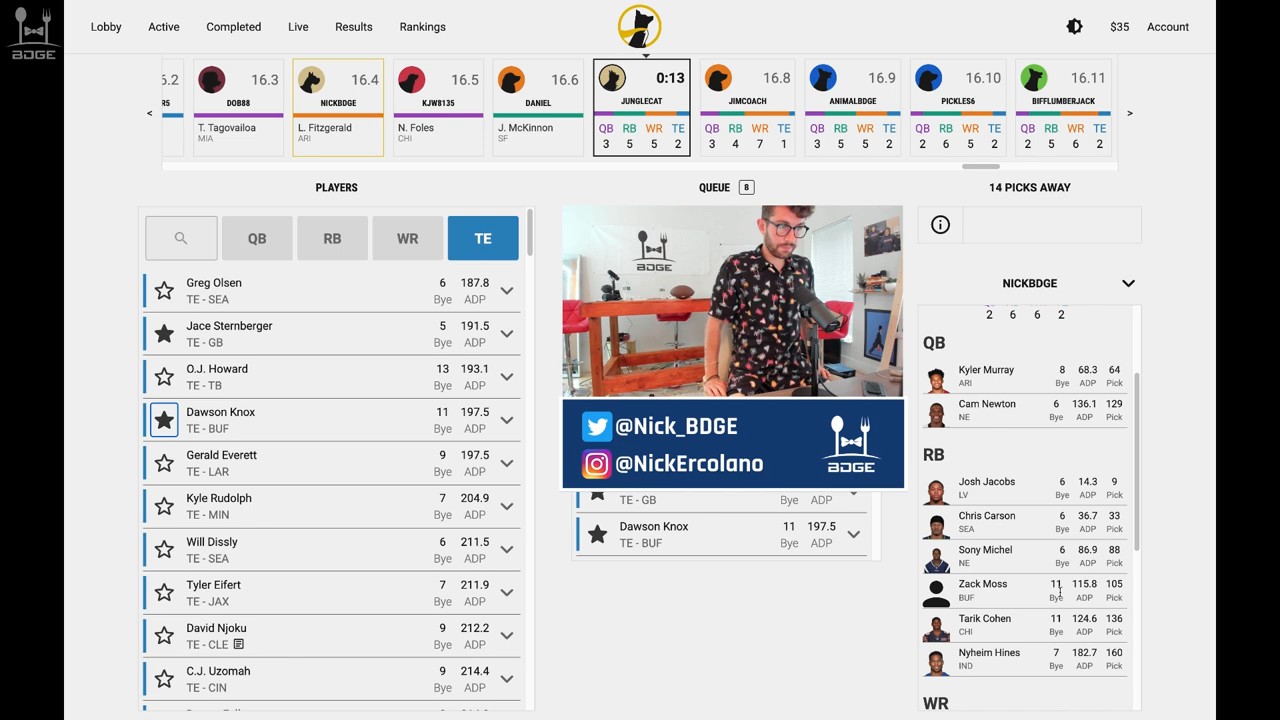 BDGE
Lobby
Active
Completed
Live
Results
Rankings
$35
Account
6.2
R5
16.3
DOB88
T. Tagovailoa
MIA
16.4
NICKBDGE
L. Fitzgerald
ARI
16.5
KJW8135
N. Foles
CHI
16.6
DANIEL
J. McKinnon
SF
0:13
JUNGLECAT
QB RB WR TE
3 5 5 2
16.8
JIMCOACH
QB RB WR TE
3 4 7 1
16.9
ANIMALBDGE
QB RB WR TE
3 5 5 2
16.10
PICKLES6
QB RB WR TE
2 6 5 2
16.11
BIFFLUMBERJACK
QB RB WR TE
2 5 6 2
<
>
PLAYERS
QUEUE 8
14 PICKS AWAY
QB
RB
WR
TE
Greg Olsen 6 187.8
TE - SEA Bye ADP
Jace Sternberger 5 191.5
TE - GB Bye ADP
O.J. Howard 13 193.1
TE - TB Bye ADP
Dawson Knox 11 197.5
TE - BUF Bye ADP
Gerald Everett 9 197.5
TE - LAR Bye ADP
Kyle Rudolph 7 204.9
TE - MIN Bye ADP
Will Dissly 6 211.5
TE - SEA Bye ADP
Tyler Eifert 7 211.9
TE - JAX Bye ADP
David Njoku 9 212.2
TE - CLE Bye ADP
C.J. Uzomah 9 214.4
TE - CIN Bye ADP
BDGE
@Nick_BDGE
@NickErcolano
BDGE
TE - GB Bye ADP
Dawson Knox 11 197.5
TE - BUF Bye ADP
NICKBDGE
2 6 6 2
QB
Kyler Murray 8 68.3 64
ARI Bye ADP Pick
Cam Newton 6 136.1 129
NE Bye ADP Pick
RB
Josh Jacobs 6 14.3 9
LV Bye ADP Pick
Chris Carson 6 36.7 33
SEA Bye ADP Pick
Sony Michel 6 86.9 88
NE Bye ADP Pick
Zack Moss 11 115.8 105
BUF Bye ADP Pick
Tarik Cohen 11 124.6 136
CHI Bye ADP Pick
Nyheim Hines 7 182.7 160
IND Bye ADP Pick
WR